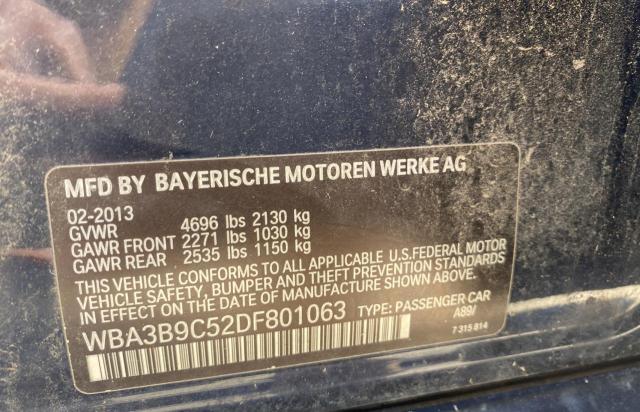 MFD BY BAYERISCHE MOTOREN WERKE AG
02-2013
GVWR 4696 lbs 2130 kg
GAWR FRONT 2271 lbs 1030 kg
GAWR REAR 2535 lbs 1150 kg
THIS VEHICLE CONFORMS TO ALL APPLICABLE U.S.FEDERAL MOTOR
VEHICLE SAFETY, BUMPER AND THEFT PREVENTION STANDARDS
IN EFFECT ON THE DATE OF MANUFACTURE SHOWN ABOVE.
WBA3B9C52DF801063 TYPE: PASSENGER CAR
A89/
7 315 814